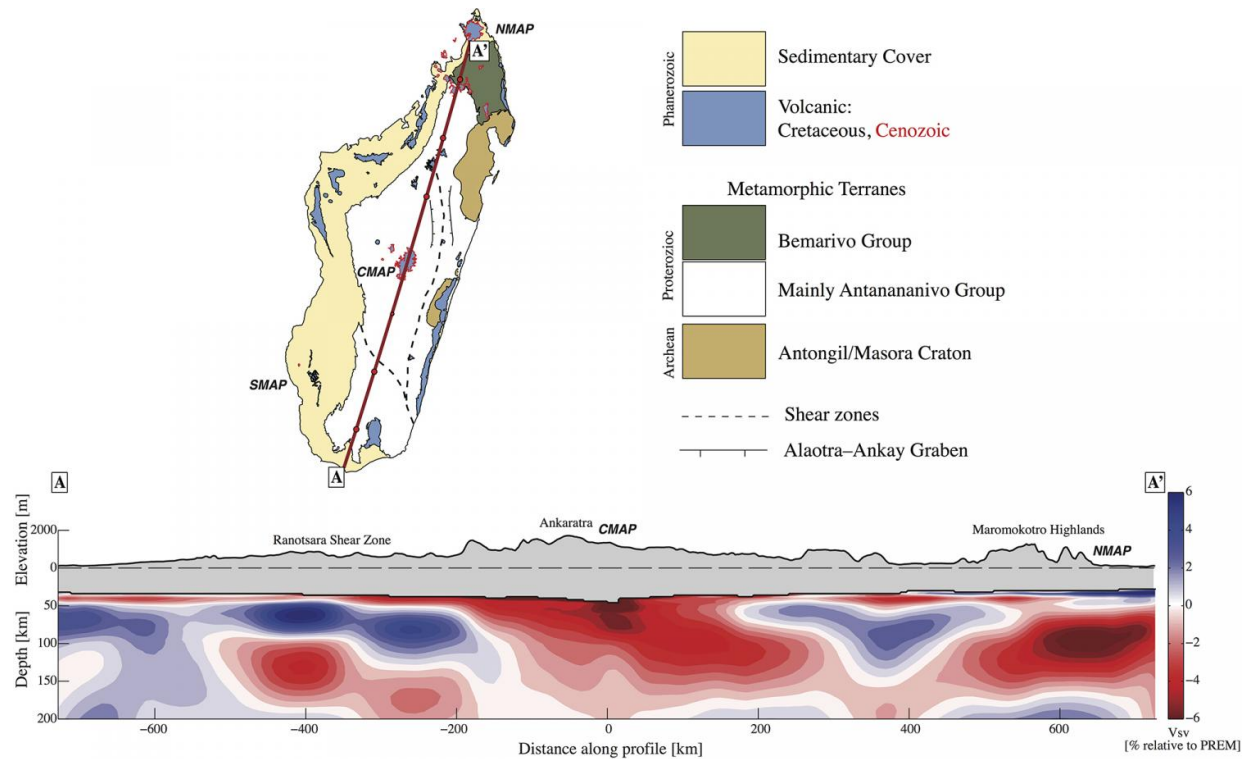 NMAP
A'
CMAP
SMAP
A
Phanerozoic
Sedimentary Cover
Volcanic:
Cretaceous, Cenozoic
Metamorphic Terranes
Proterozioc
Bemarivo Group
Mainly Antanananivo Group
Archean
Antongil/Masora Craton
Shear zones
Alaotra–Ankay Graben
A
A'
Elevation [m]
2000
0
Ranotsara Shear Zone
Ankaratra
CMAP
Maromokotro Highlands
NMAP
Depth [km]
50
100
150
200
−600
−400
−200
0
200
400
600
Distance along profile [km]
6
4
2
0
−2
−4
−6
Vsv
[% relative to PREM]